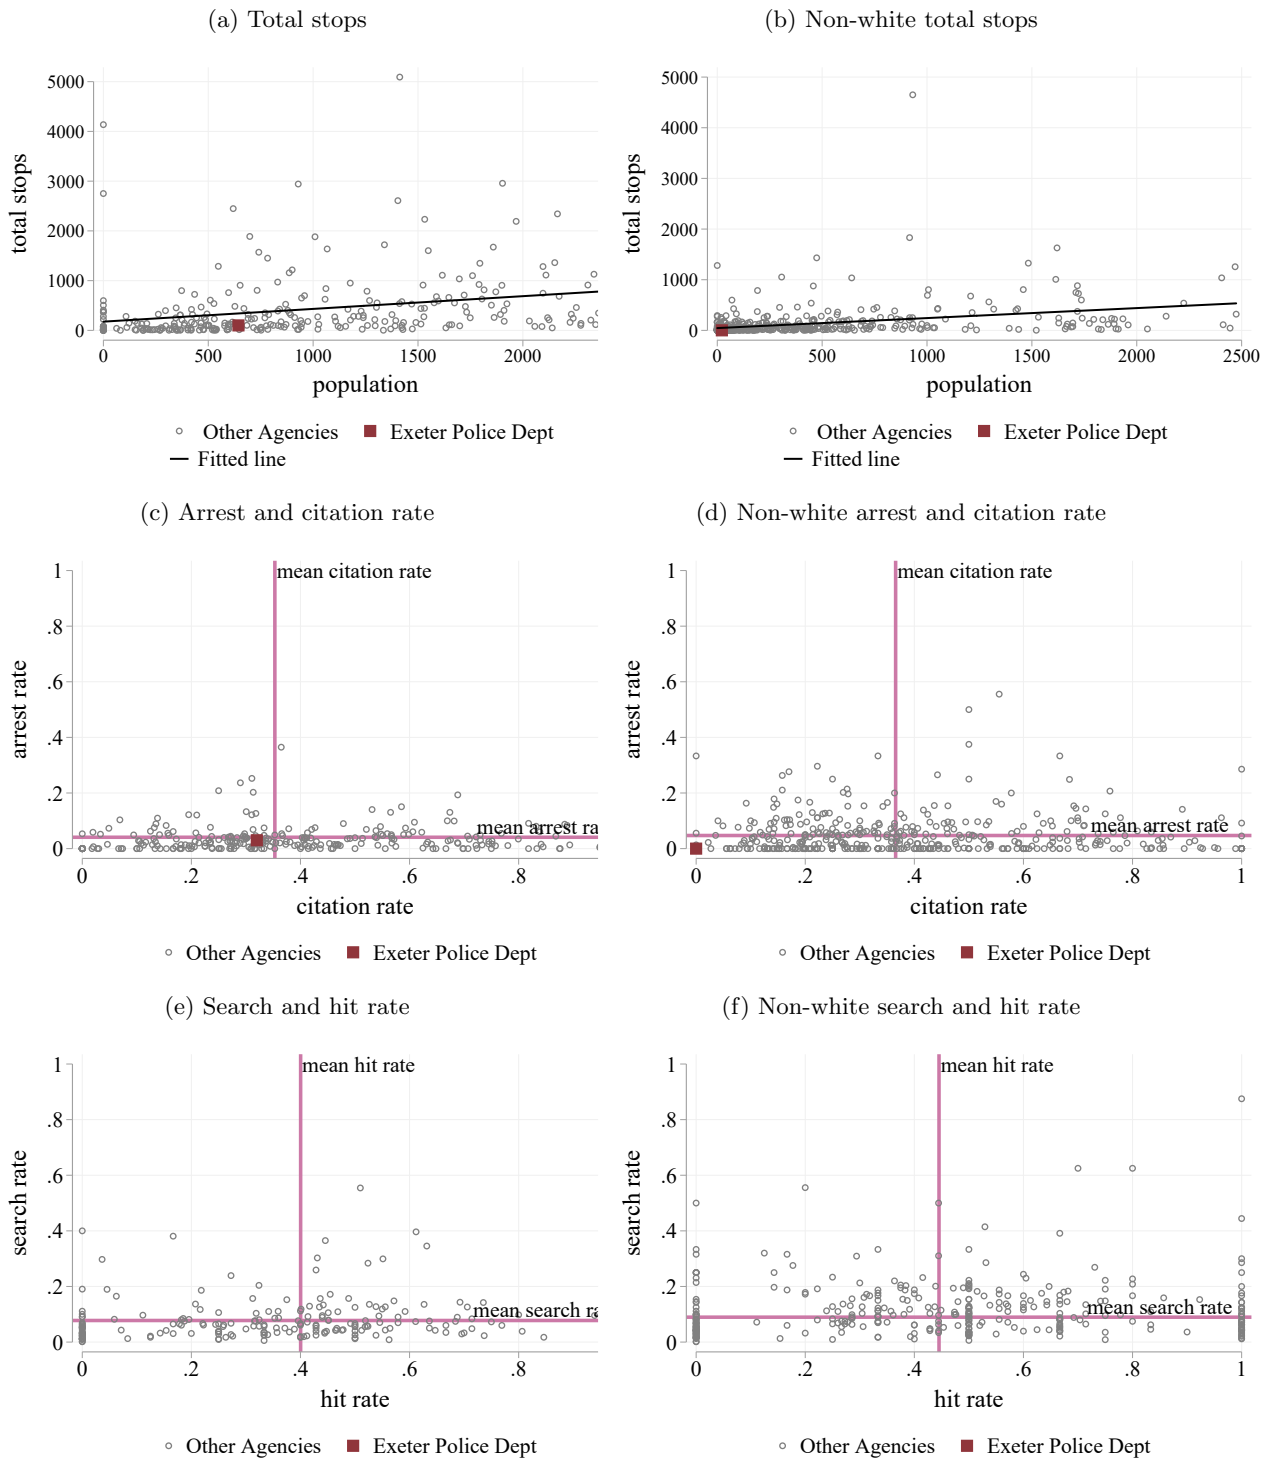 (a) Total stops
(b) Non-white total stops
total stops
5000
4000
3000
2000
1000
0
0 500 1000 1500 2000
population
Other Agencies Exeter Police Dept
Fitted line
total stops
5000
4000
3000
2000
1000
0
0 500 1000 1500 2000 2500
population
Other Agencies Exeter Police Dept
Fitted line
(c) Arrest and citation rate
(d) Non-white arrest and citation rate
arrest rate
1
.8
.6
.4
.2
0
mean citation rate
mean arrest ra
0 .2 .4 .6 .8
citation rate
Other Agencies Exeter Police Dept
arrest rate
1
.8
.6
.4
.2
0
mean citation rate
mean arrest rate
0 .2 .4 .6 .8 1
citation rate
Other Agencies Exeter Police Dept
(e) Search and hit rate
(f) Non-white search and hit rate
search rate
1
.8
.6
.4
.2
0
mean hit rate
mean search ra
0 .2 .4 .6 .8
hit rate
Other Agencies Exeter Police Dept
search rate
1
.8
.6
.4
.2
0
mean hit rate
mean search rate
0 .2 .4 .6 .8 1
hit rate
Other Agencies Exeter Police Dept